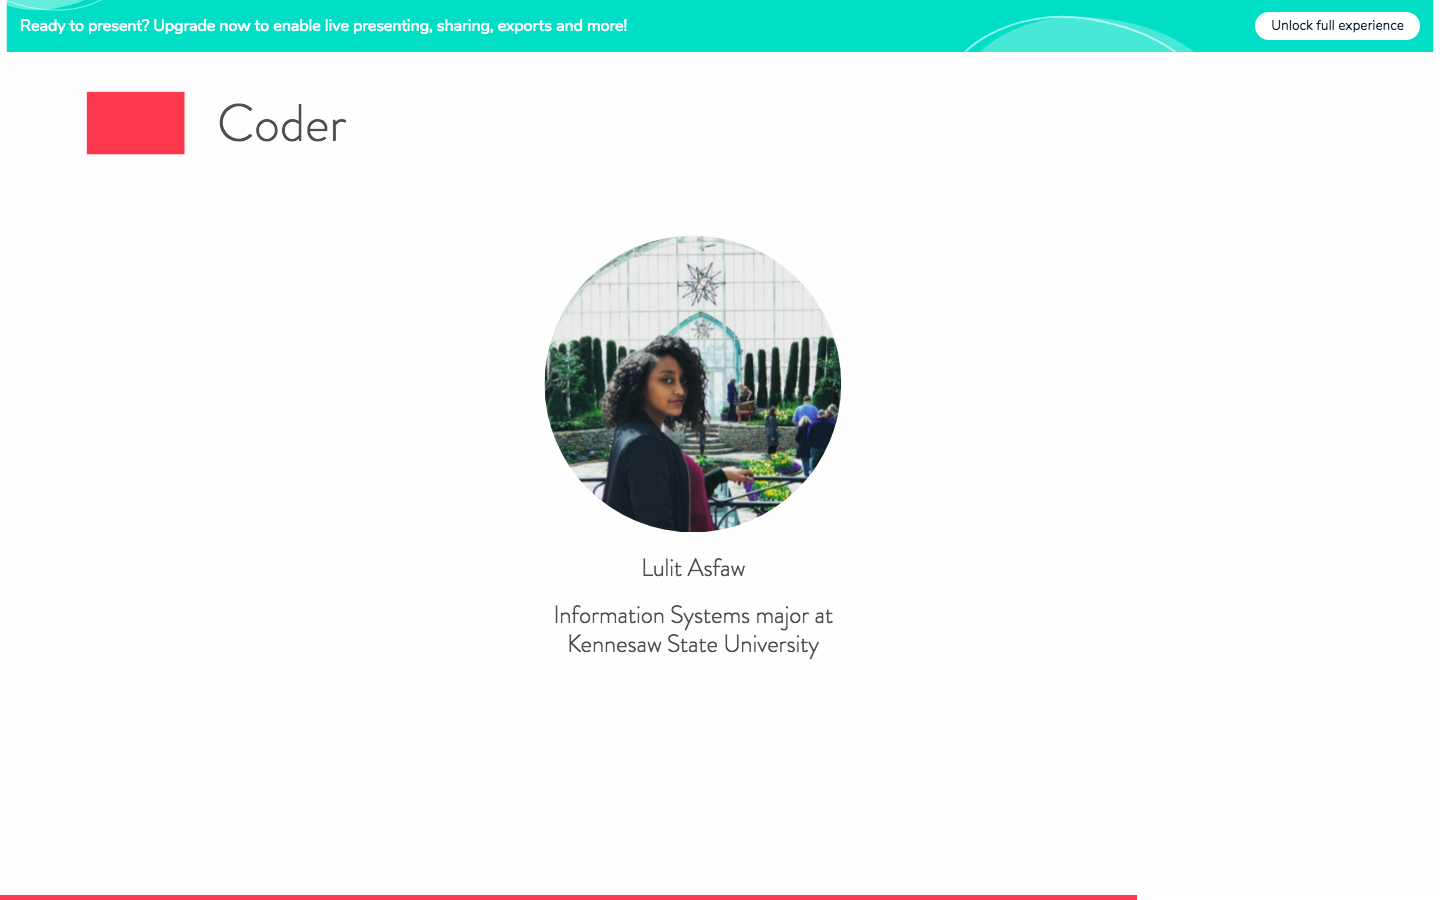 Ready to present? Upgrade now to enable live presenting, sharing, exports and more!
Unlock full experience
Coder
Lulit Asfaw
Information Systems major at
Kennesaw State University